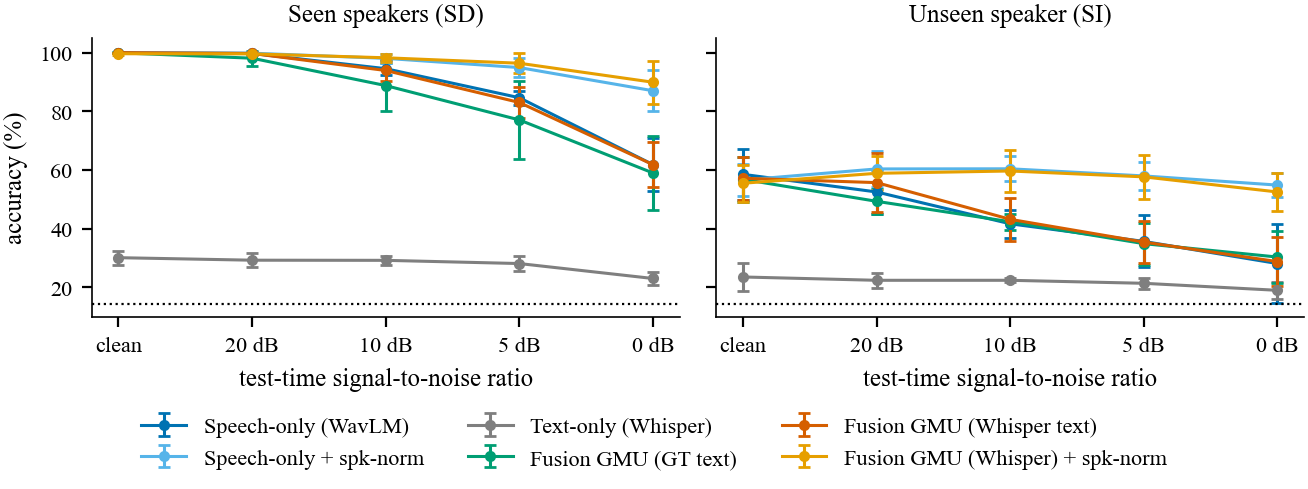 Seen speakers (SD)
Unseen speaker (SI)
accuracy (%)
100
80
60
40
20
clean 20 dB 10 dB 5 dB 0 dB
clean 20 dB 10 dB 5 dB 0 dB
test-time signal-to-noise ratio
test-time signal-to-noise ratio
Speech-only (WavLM)
Speech-only + spk-norm
Text-only (Whisper)
Fusion GMU (GT text)
Fusion GMU (Whisper text)
Fusion GMU (Whisper) + spk-norm